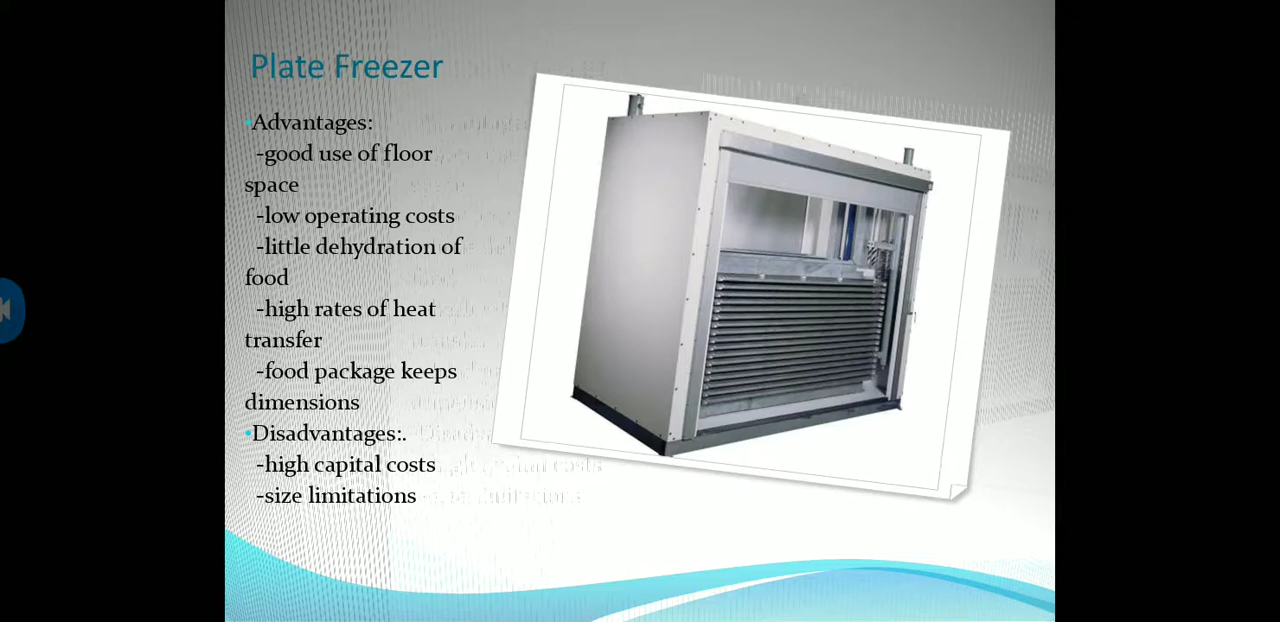 Plate Freezer
•Advantages:
-good use of floor
space
-low operating costs
-little dehydration of
food
-high rates of heat
transfer
-food package keeps
dimensions
•Disadvantages:.
-high capital costs
-size limitations